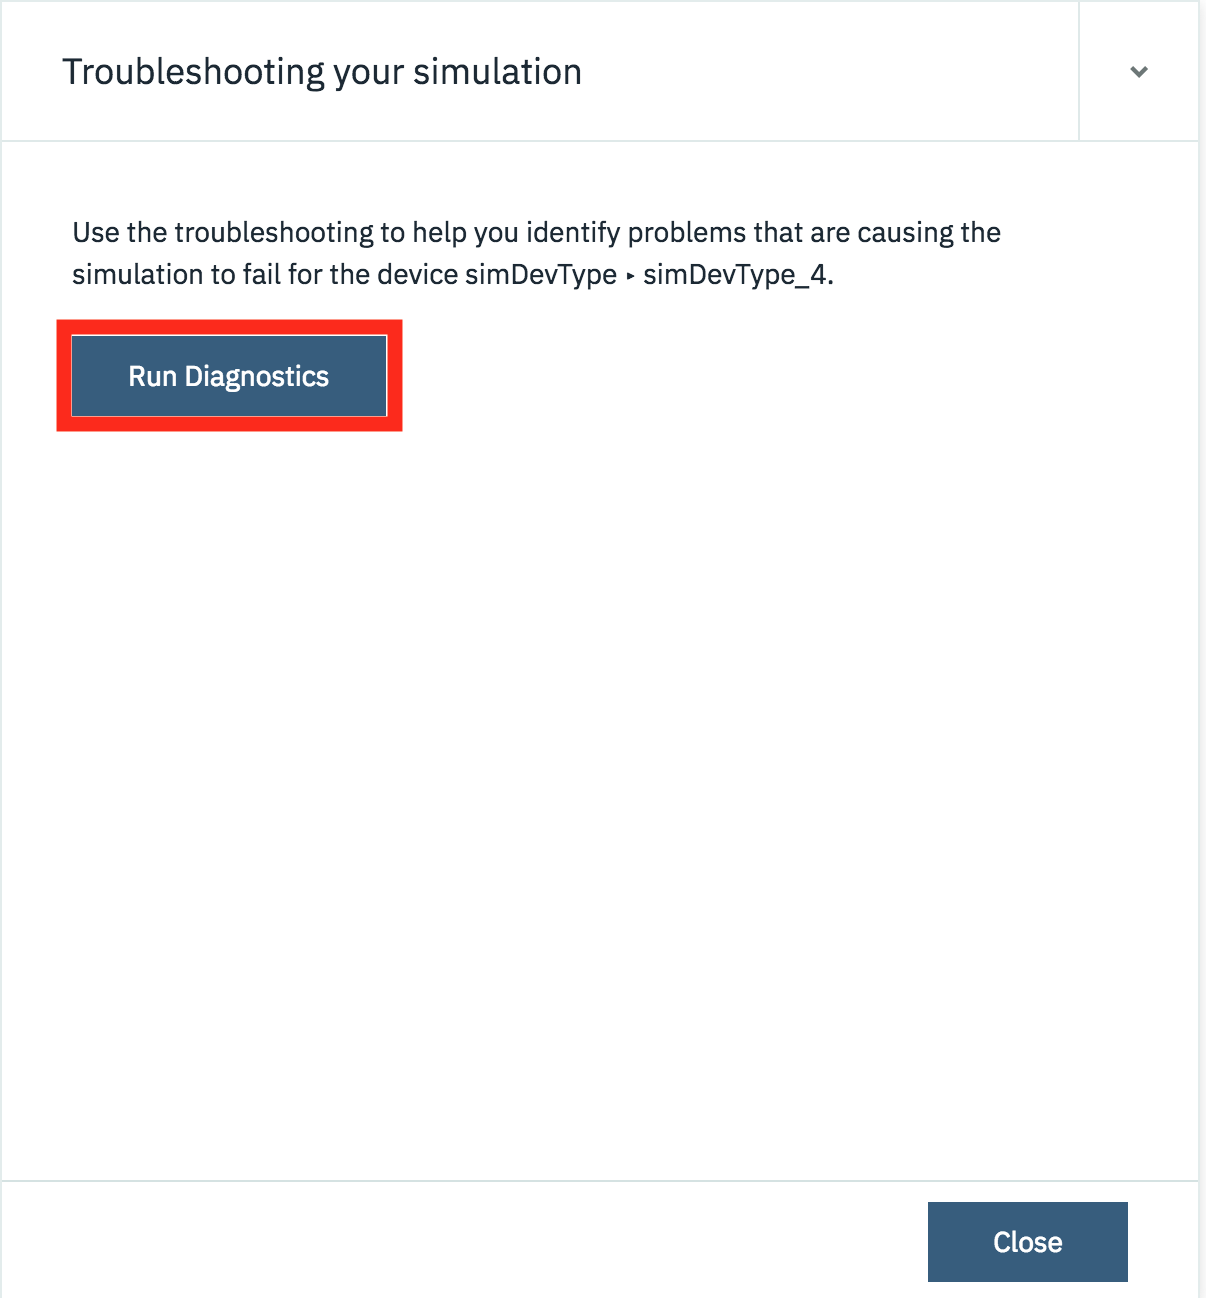 Troubleshooting your simulation
Use the troubleshooting to help you identify problems that are causing the
simulation to fail for the device simDevType ▸ simDevType_4.
Run Diagnostics
Close